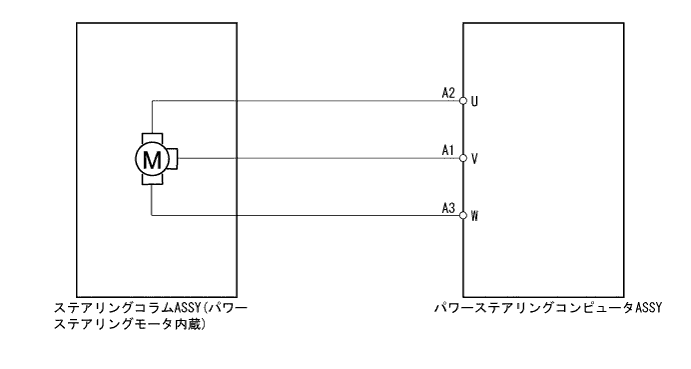 A2
U
A1
V
M
A3
W
ステアリングコラムASSY(パワー
ステアリングモータ内蔵)
パワーステアリングコンピュータASSY